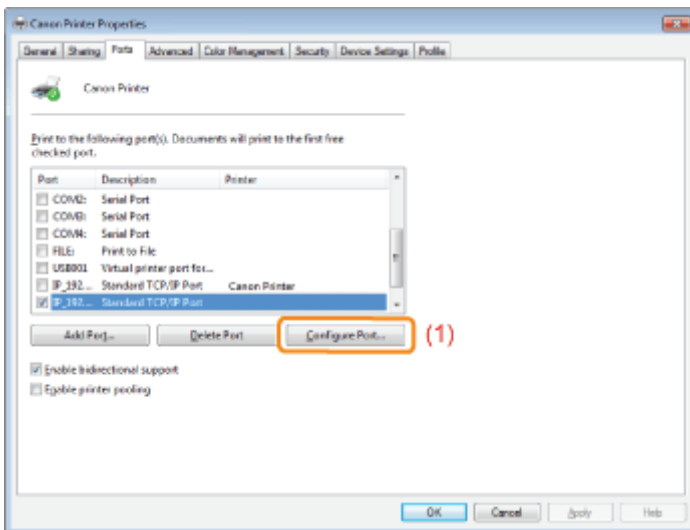 Canon Printer Properties
General Sharing Ports Advanced Color Management Security Device Settings Profile
Canon Printer
Print to the following port(s). Documents will print to the first free
checked port.
Port Description Printer
COM2: Serial Port
COM3: Serial Port
COM4: Serial Port
FILE: Print to File
USB001 Virtual printer port for...
IP_192... Standard TCP/IP Port Canon Printer
IP_192... Standard TCP/IP Port
Add Port... Delete Port Configure Port... (1)
Enable bidirectional support
Enable printer pooling
OK Cancel Apply Help